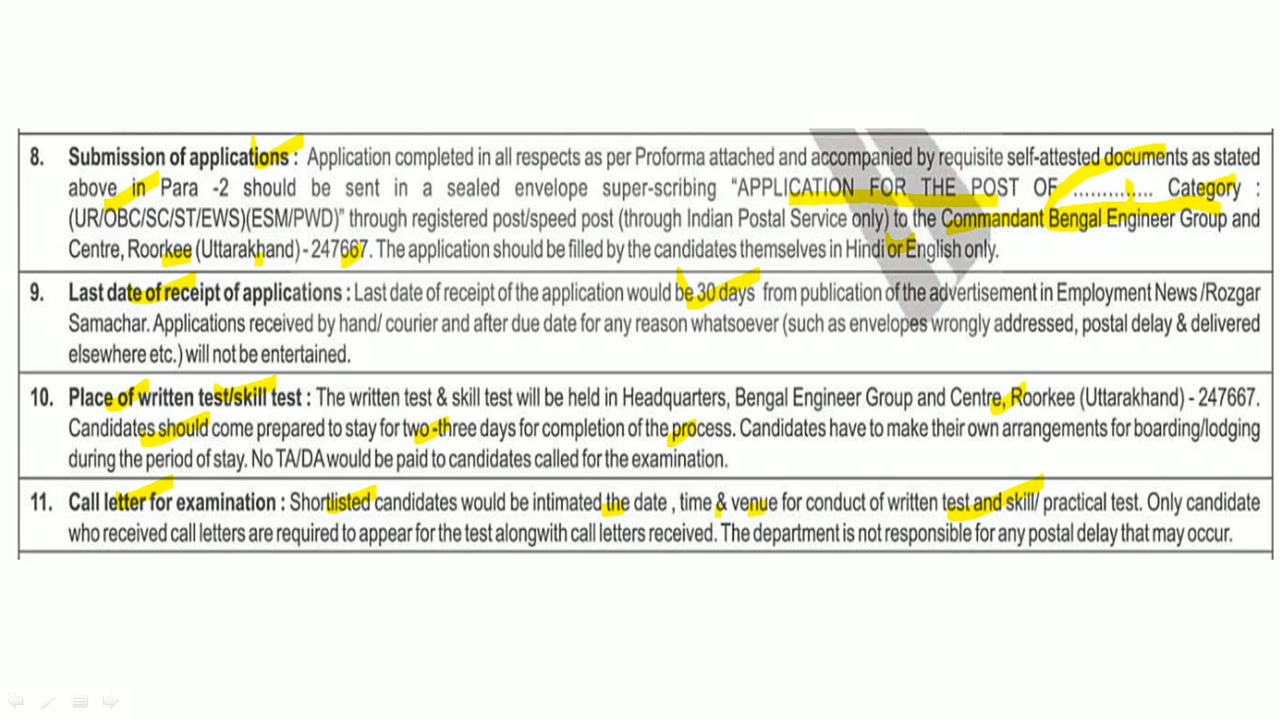 8. Submission of applications : Application completed in all respects as per Proforma attached and accompanied by requisite self-attested documents as stated
above in Para -2 should be sent in a sealed envelope super-scribing “APPLICATION FOR THE POST OF …………… Category :
(UR/OBC/SC/ST/EWS)(ESM/PWD)” through registered post/speed post (through Indian Postal Service only) to the Commandant Bengal Engineer Group and
Centre, Roorkee (Uttarakhand) - 247667. The application should be filled by the candidates themselves in Hindi or English only.
9. Last date of receipt of applications : Last date of receipt of the application would be 30 days from publication of the advertisement in Employment News /Rozgar
Samachar. Applications received by hand/ courier and after due date for any reason whatsoever (such as envelopes wrongly addressed, postal delay & delivered
elsewhere etc.) will not be entertained.
10. Place of written test/skill test : The written test & skill test will be held in Headquarters, Bengal Engineer Group and Centre, Roorkee (Uttarakhand) - 247667.
Candidates should come prepared to stay for two -three days for completion of the process. Candidates have to make their own arrangements for boarding/lodging
during the period of stay. No TA/DA would be paid to candidates called for the examination.
11. Call letter for examination : Shortlisted candidates would be intimated the date , time & venue for conduct of written test and skill/ practical test. Only candidate
who received call letters are required to appear for the test alongwith call letters received. The department is not responsible for any postal delay that may occur.